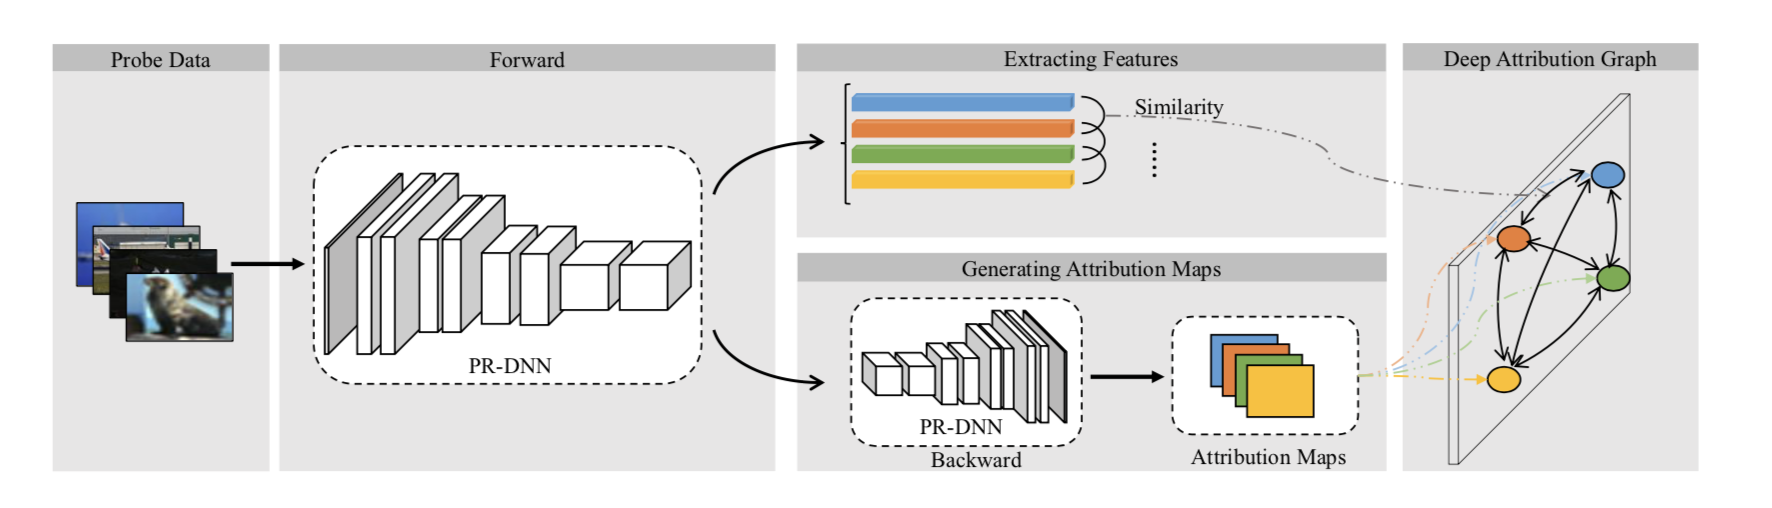 Probe Data
Forward
PR-DNN
Extracting Features
Similarity
Generating Attribution Maps
PR-DNN
Backward
Attribution Maps
Deep Attribution Graph